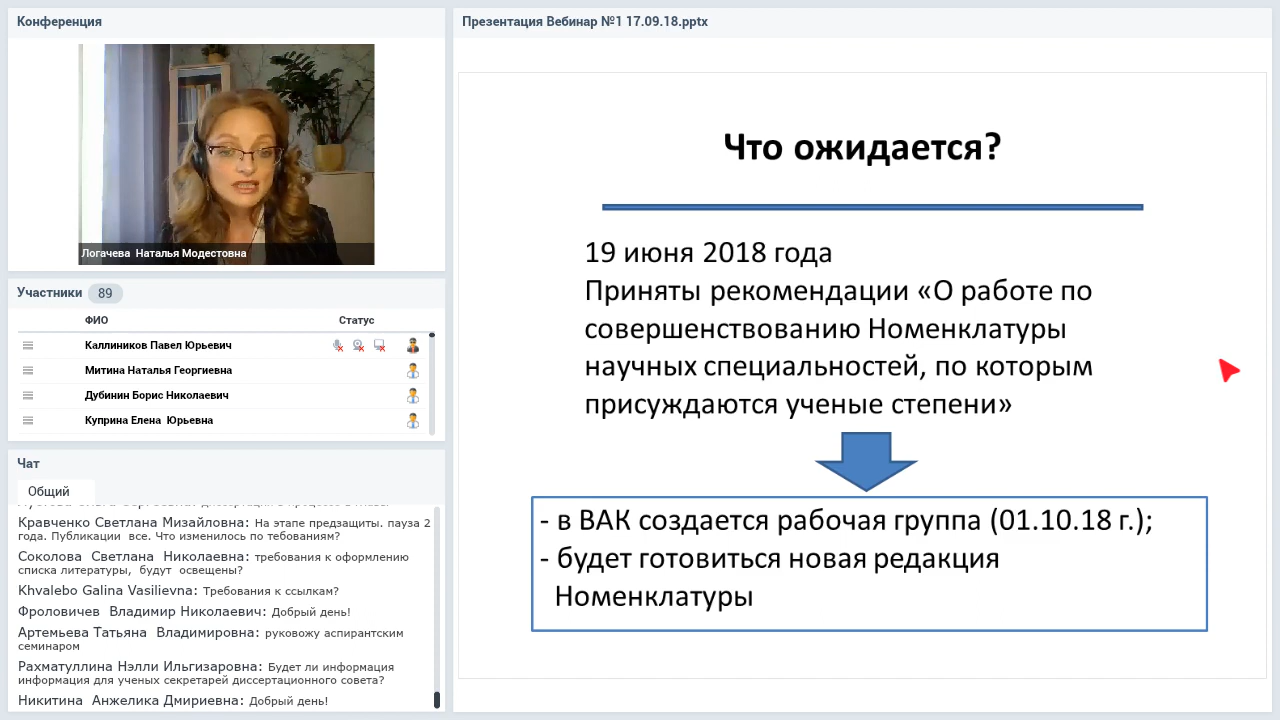 Конференция
Логачева  Наталья Модестовна
Участники 89
ФИО Статус
Каллиников Павел Юрьевич
Митина Наталья Георгиевна
Дубинин Борис Николаевич
Куприна Елена  Юрьевна
Чат
Общий
Кравченко Светлана Мизайловна: На этапе предзащиты. пауза 2
года. Публикации  все. Что изменилось по тебованиям?
Соколова  Светлана  Николаевна: требования к оформлению
списка литературы,  будут  освещены?
Khvalebo Galina Vasilievna: Требования к ссылкам?
Фроловичев  Владимир Николаевич: Добрый день!
Артемьева Татьяна  Владимировна: руковожу аспирантским
семинаром
Рахматуллина Нэлли Ильгизаровна: Будет ли информация
информация для ученых секретарей диссертационного совета?
Никитина  Анжелика Дмириевна: Добрый день!
Презентация Вебинар №1 17.09.18.pptx
Что ожидается?
19 июня 2018 года
Приняты рекомендации «О работе по
совершенствованию Номенклатуры
научных специальностей, по которым
присуждаются ученые степени»
- в ВАК создается рабочая группа (01.10.18 г.);
- будет готовиться новая редакция
Номенклатуры